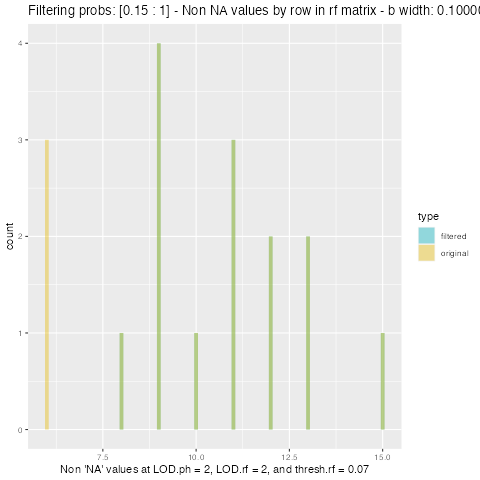 Filtering probs: [0.15 : 1] - Non NA values by row in rf matrix - b width: 0.10000
4
3
2
1
0
count
7.5 10.0 12.5 15.0
Non 'NA' values at LOD.ph = 2, LOD.rf = 2, and thresh.rf = 0.07
type
filtered
original